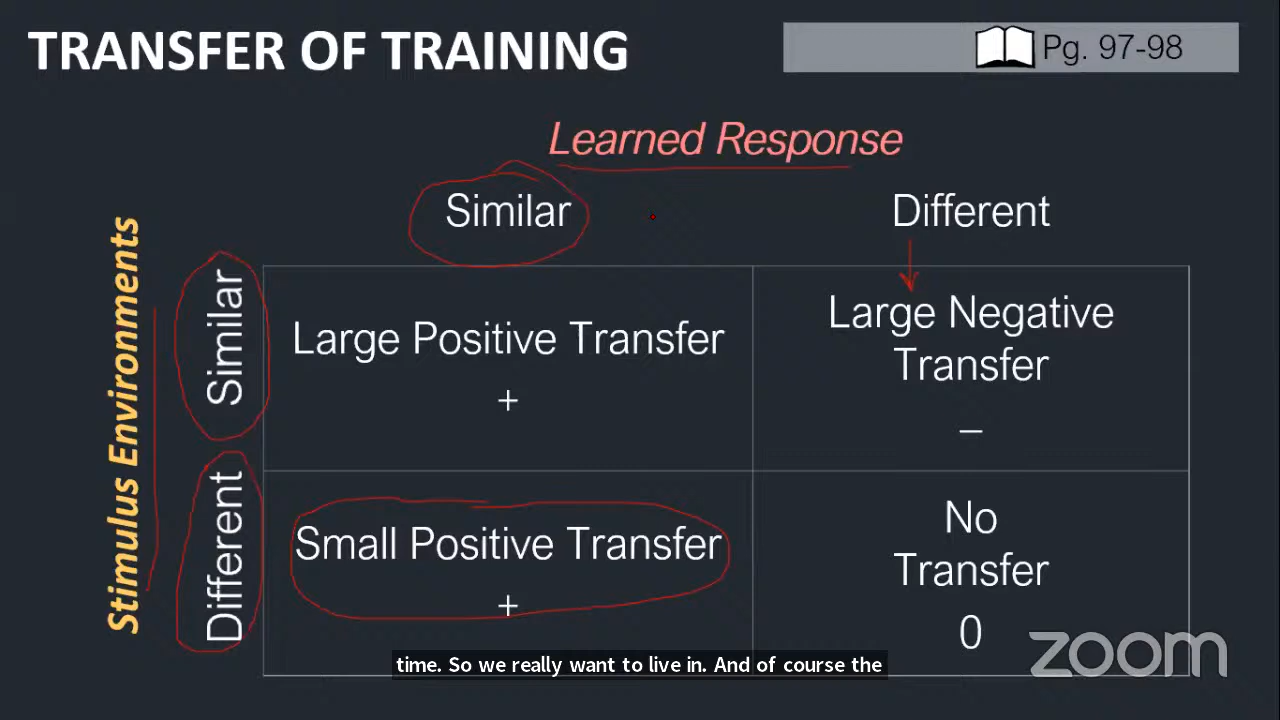 TRANSFER OF TRAINING
Pg. 97-98
Learned Response
Similar
Different
Stimulus Environments
Similar
Large Positive Transfer
+
Large Negative
Transfer
–
Different
Small Positive Transfer
+
No
Transfer
0
zoom
time. So we really want to live in. And of course the